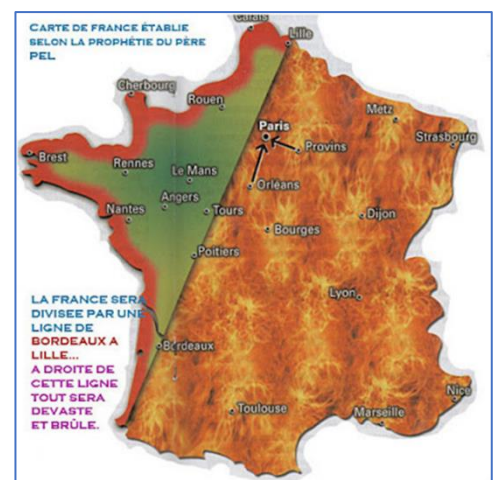 CARTE DE FRANCE ÉTABLIE
SELON LA PROPHÉTIE DU PÈRE
PEL
Calais
Lille
Cherbourg
Rouen
Metz
Paris
Strasbourg
Provins
Brest
Rennes
Le Mans
Orléans
Angers
Nantes
Tours
Dijon
Bourges
Poitiers
Lyon
LA FRANCE SERA
DIVISEE PAR UNE
LIGNE DE
BORDEAUX A
LILLE...
A DROITE DE
CETTE LIGNE
TOUT SERA
DEVASTE
ET BRÛLE.
Bordeaux
Nice
Toulouse
Marseille